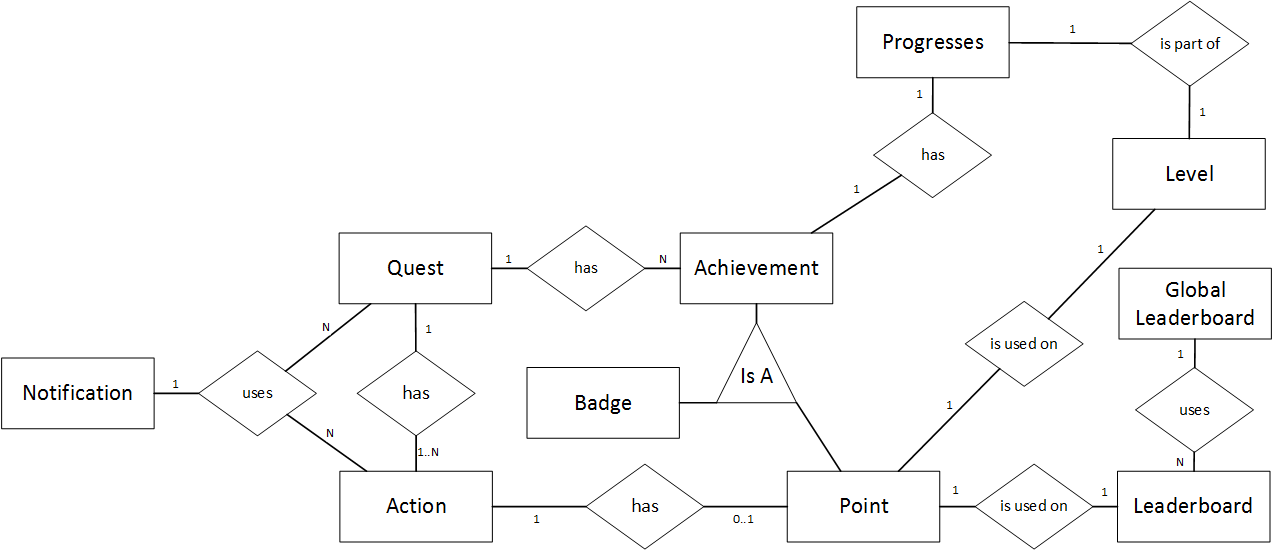 Progresses
1
is part of
1
1
has
Level
1
Quest
1
has
N
Achievement
1
Global
Leaderboard
N
1
is used on
1
Notification
1
uses
has
Is A
Badge
1
uses
N
1..N
N
Action
1
has
0..1
Point
1
is used on
1
Leaderboard